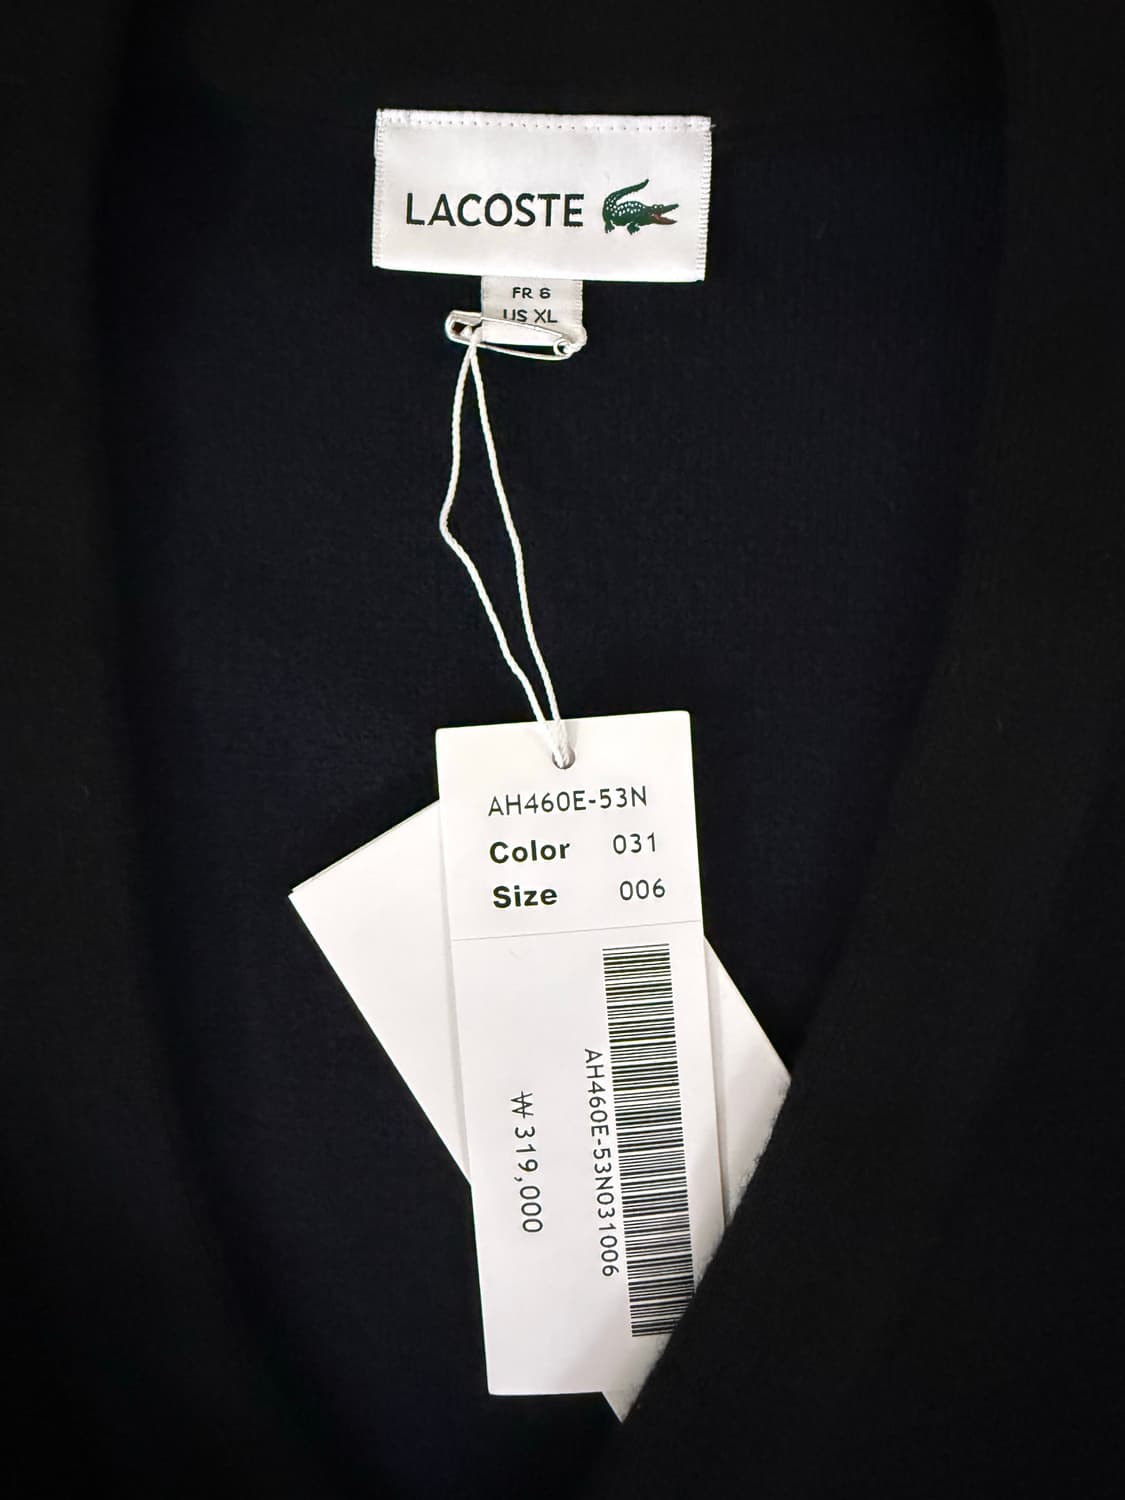 LACOSTE
FR 6
US XL
AH460E-53N
Color 031
Size 006
AH460E-53N031006
₩ 319,000